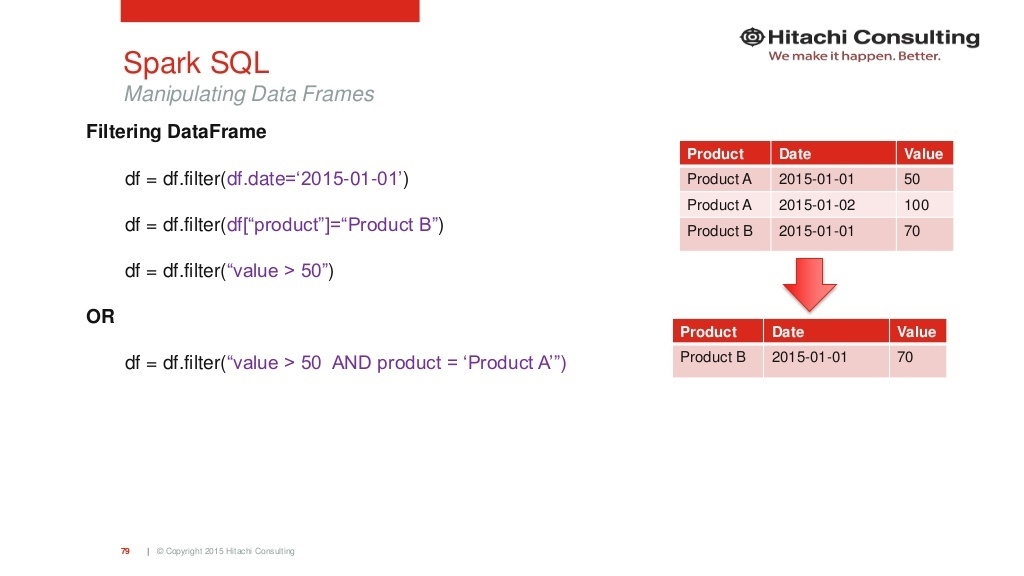 Hitachi Consulting
We make it happen. Better.
Spark SQL
Manipulating Data Frames
Filtering DataFrame
df = df.filter(df.date=‘2015-01-01’)
df = df.filter(df[“product”]=“Product B”)
df = df.filter(“value > 50”)
OR
df = df.filter(“value > 50  AND product = ‘Product A’”)
Product Date Value
Product A 2015-01-01 50
Product A 2015-01-02 100
Product B 2015-01-01 70
Product Date Value
Product B 2015-01-01 70
79 | © Copyright 2015 Hitachi Consulting